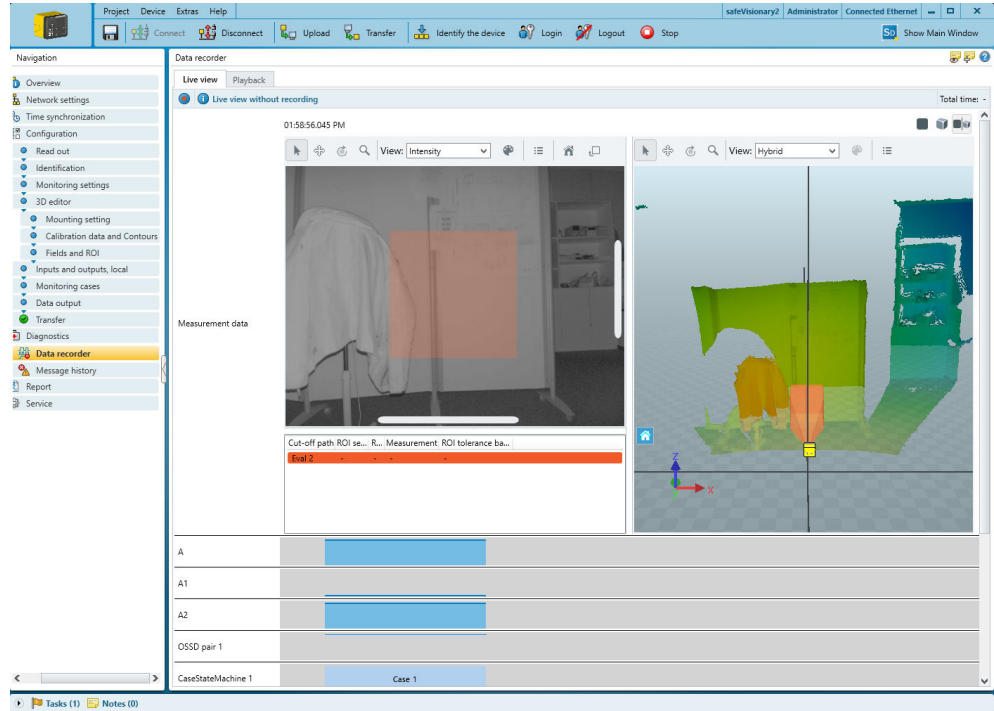 Project Device Extras Help
safeVisionary2 Administrator Connected Ethernet
Connect Disconnect Upload Transfer Identify the device Login Logout Stop
So Show Main Window
Navigation
Overview
Network settings
Time synchronization
Configuration
Read out
Identification
Monitoring settings
3D editor
Mounting setting
Calibration data and Contours
Fields and ROI
Inputs and outputs, local
Monitoring cases
Data output
Transfer
Diagnostics
Data recorder
Message history
Report
Service
Data recorder
Live view Playback
Live view without recording
Total time: -
01:58:56.045 PM
View: Intensity
View: Hybrid
Measurement data
Z
X
Cut-off path ROI se... R... Measurement ROI tolerance ba...
Eval 2 - - - -
A
A1
A2
OSSD pair 1
CaseStateMachine 1
Case 1
Tasks (1) Notes (0)